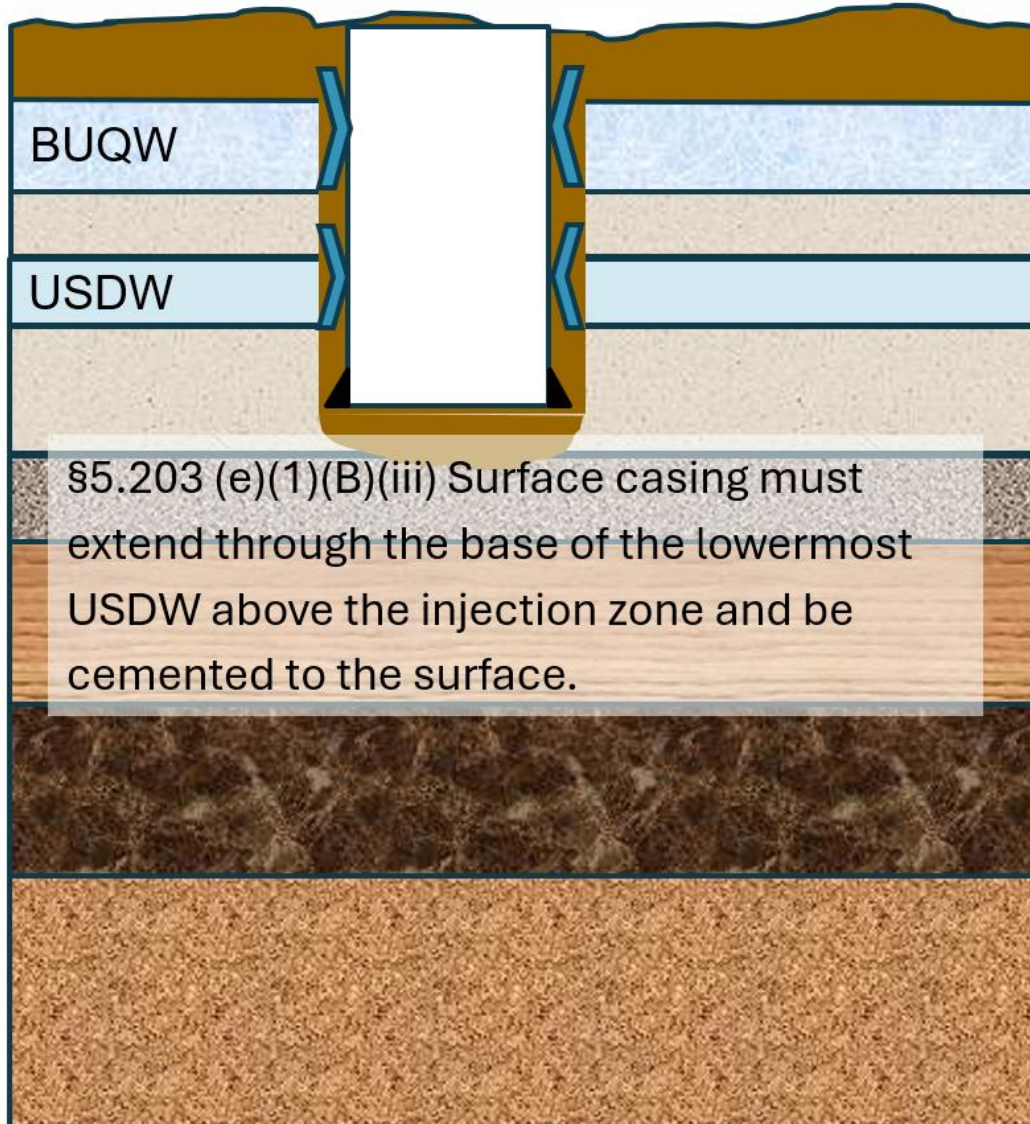 BUQW
USDW
§5.203 (e)(1)(B)(iii) Surface casing must
extend through the base of the lowermost
USDW above the injection zone and be
cemented to the surface.